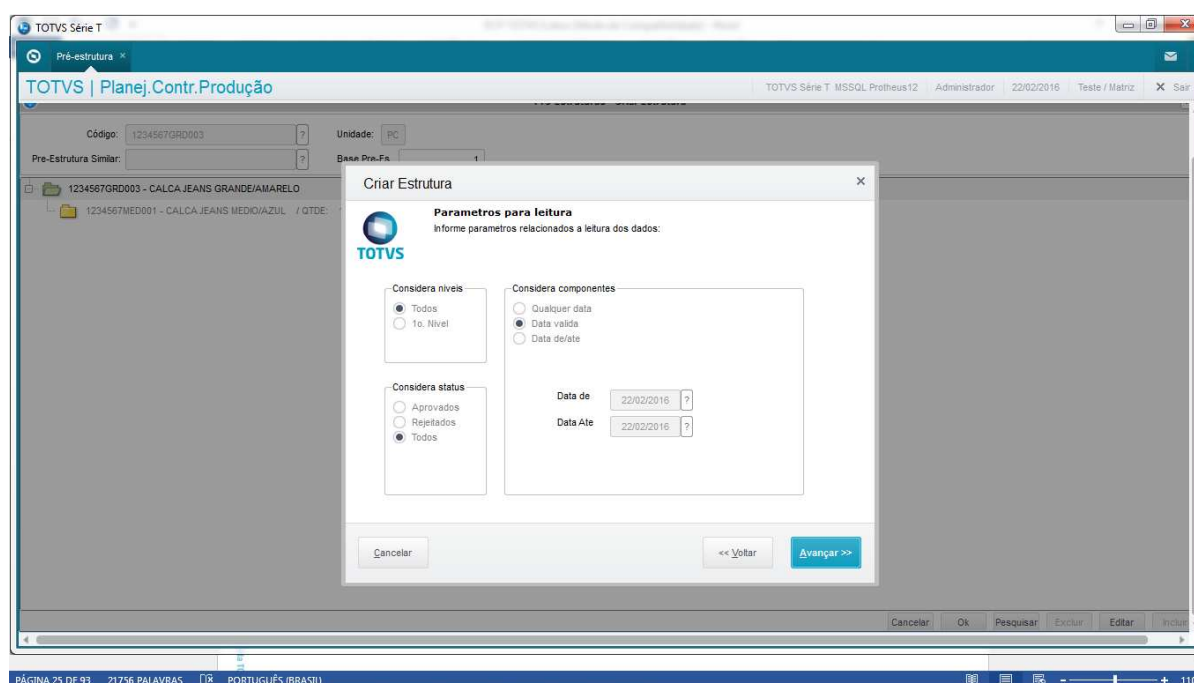 TOTVS Série T
Pré-estrutura ×
TOTVS | Planej.Contr.Produção
TOTVS Série T MSSQL Protheus12 Administrador 22/02/2016 Teste / Matriz X Sair
Código: 1234567GRD003 ? Unidade: PC
Pre-Estrutura Similar: ? Base Pre-Es 1
1234567GRD003 - CALCA JEANS GRANDE/AMARELO
1234567MED001 - CALCA JEANS MEDIO/AZUL / QTDE:
Criar Estrutura ×
TOTVS
Parametros para leitura
Informe parametros relacionados a leitura dos dados:
Considera niveis
Todos
1o. Nivel
Considera componentes
Qualquer data
Data valida
Data de/ate
Considera status
Aprovados
Rejeitados
Todos
Data de 22/02/2016 ?
Data Ate 22/02/2016 ?
Cancelar << Voltar Avançar >>
Cancelar Ok Pesquisar Excluir Editar Incluir
PÁGINA 25 DE 93 21756 PALAVRAS PORTUGUÊS (BRASIL) - + 110